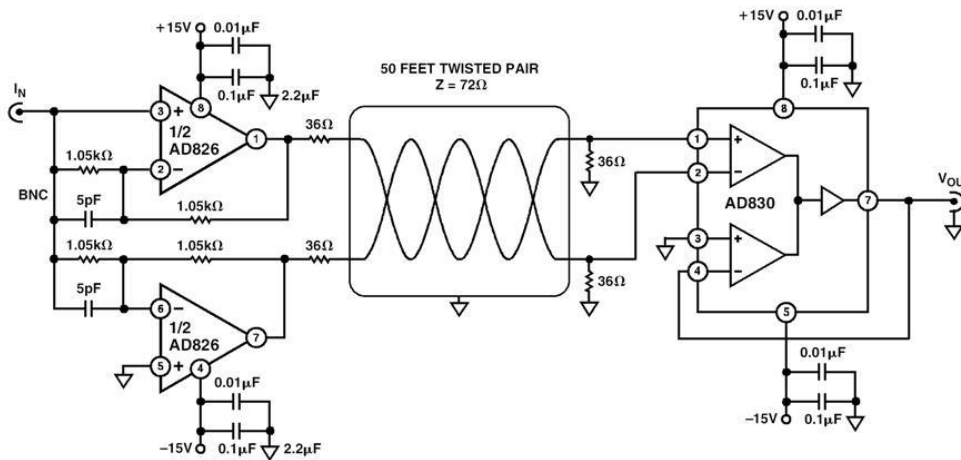 +15V
0.01µF
0.1µF
2.2µF
50 FEET TWISTED PAIR
Z = 72Ω
+15V
0.01µF
0.1µF
8
IN
3
+
8
1/2
AD826
1
36Ω
1.05kΩ
2
–
BNC
5pF
1.05kΩ
1
+
36Ω
2
–
AD830
7
VOU
3
+
4
–
1.05kΩ
1.05kΩ
36Ω
36Ω
5pF
6
–
1/2
AD826
7
5
+
4
5
0.01µF
–15V
0.1µF
2.2µF
0.01µF
–15V
0.1µF